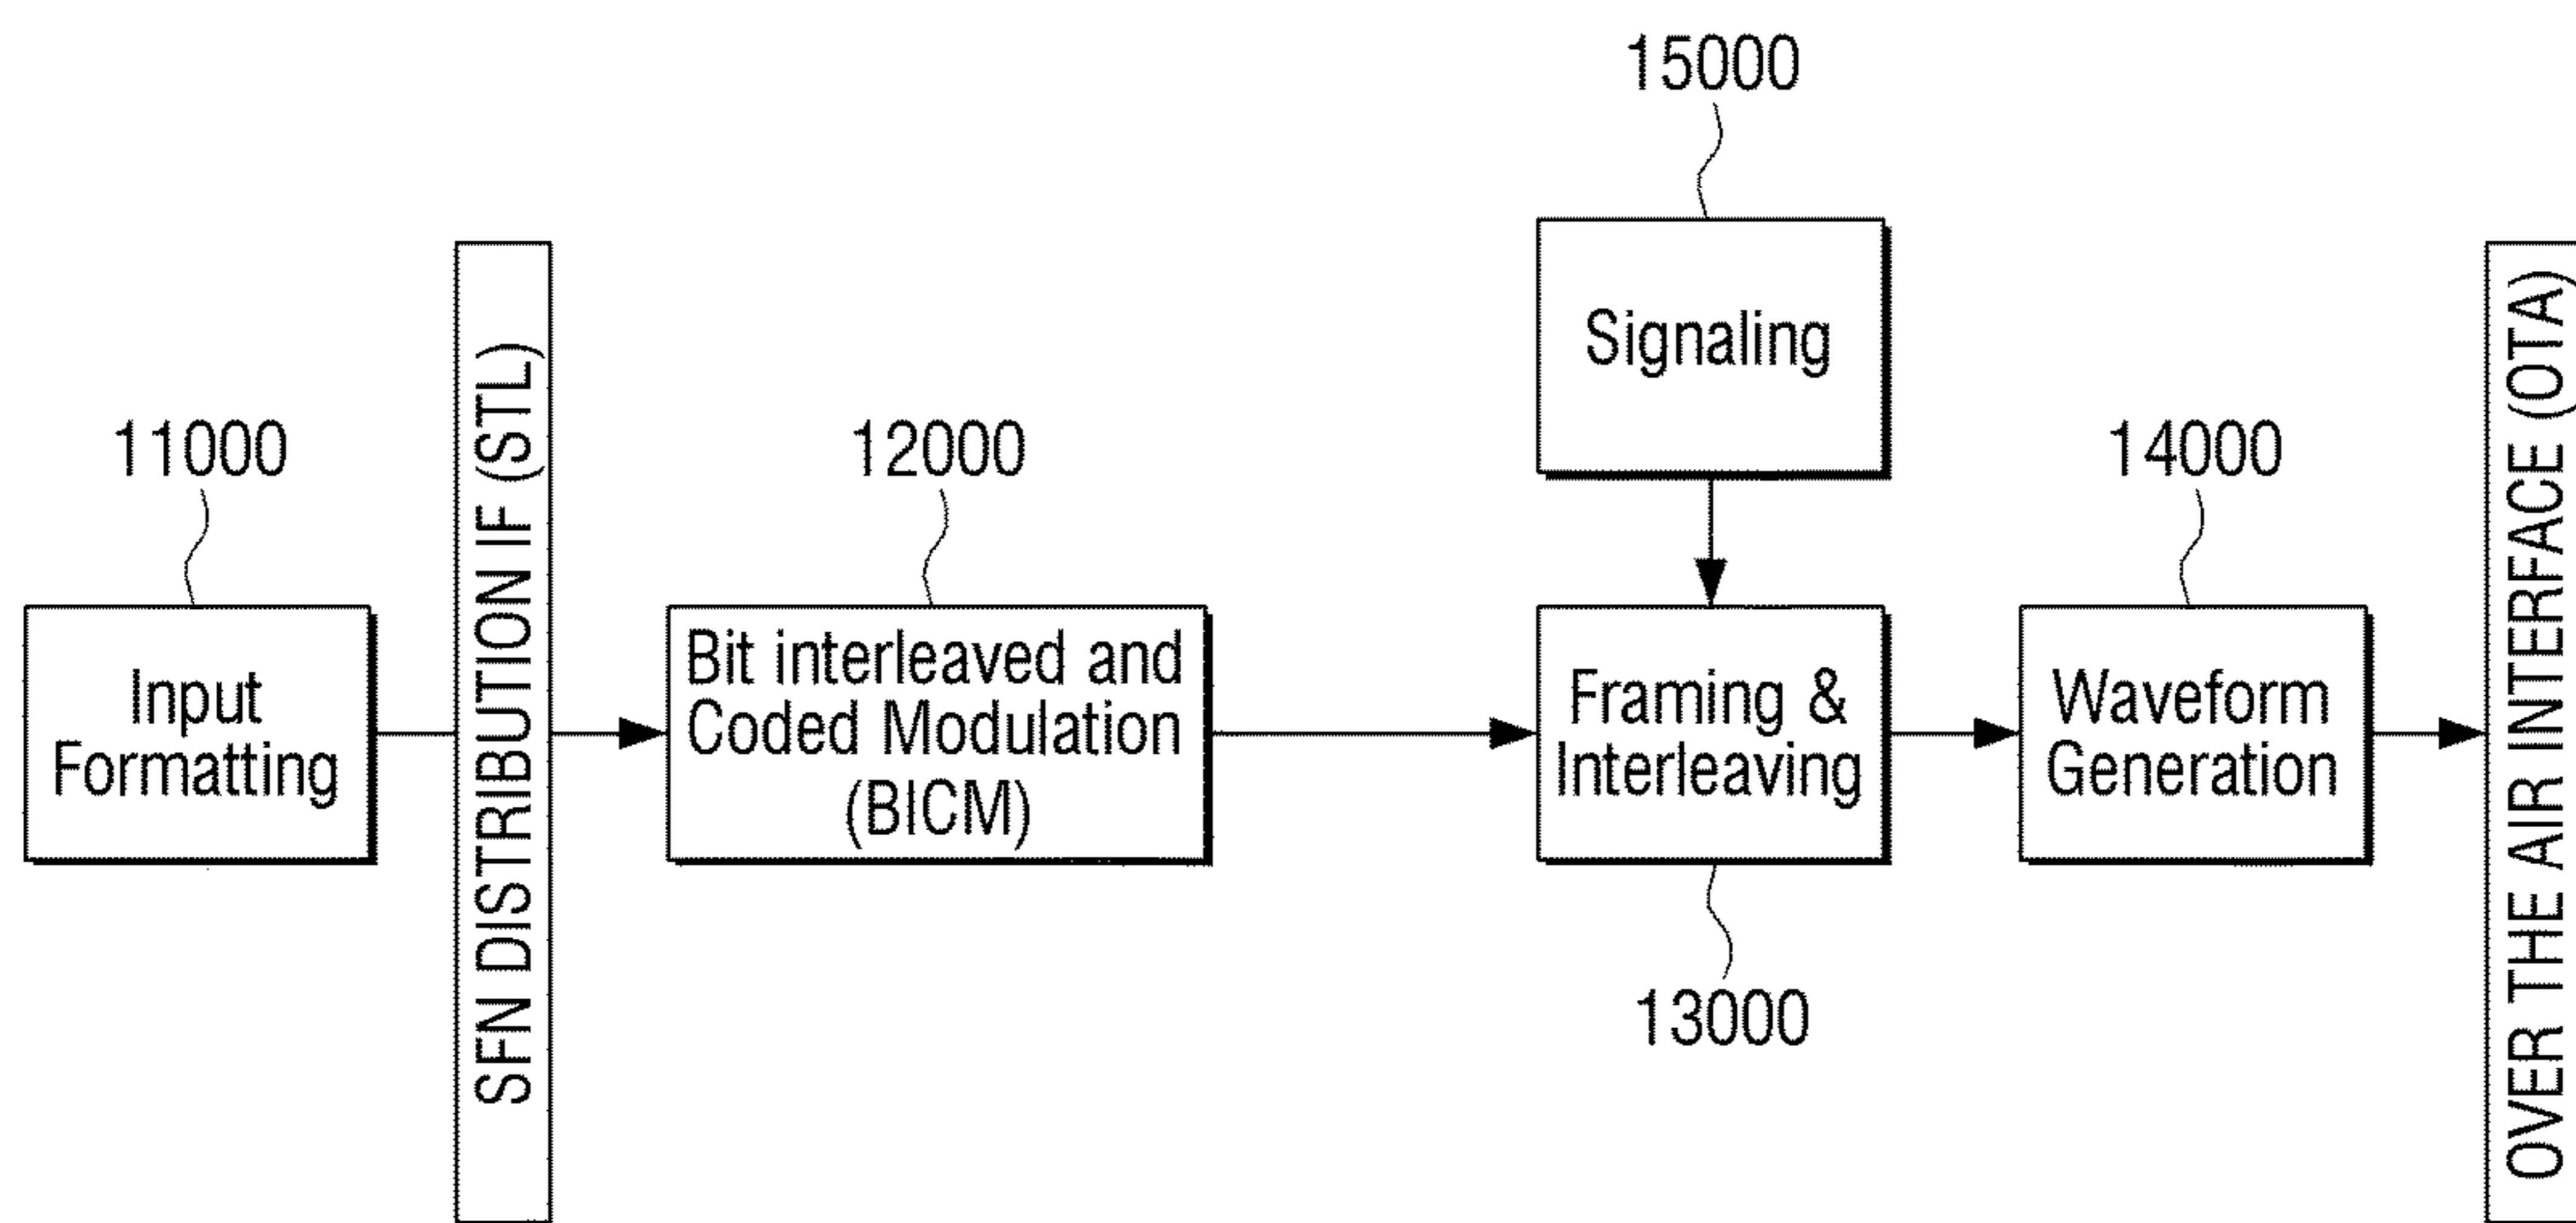 15000
Signaling
11000
Input
Formatting
SFN DISTRIBUTION IF (STL)
12000
Bit interleaved and
Coded Modulation
(BICM)
Framing &
Interleaving
13000
14000
Waveform
Generation
OVER THE AIR INTERFACE (OTA)